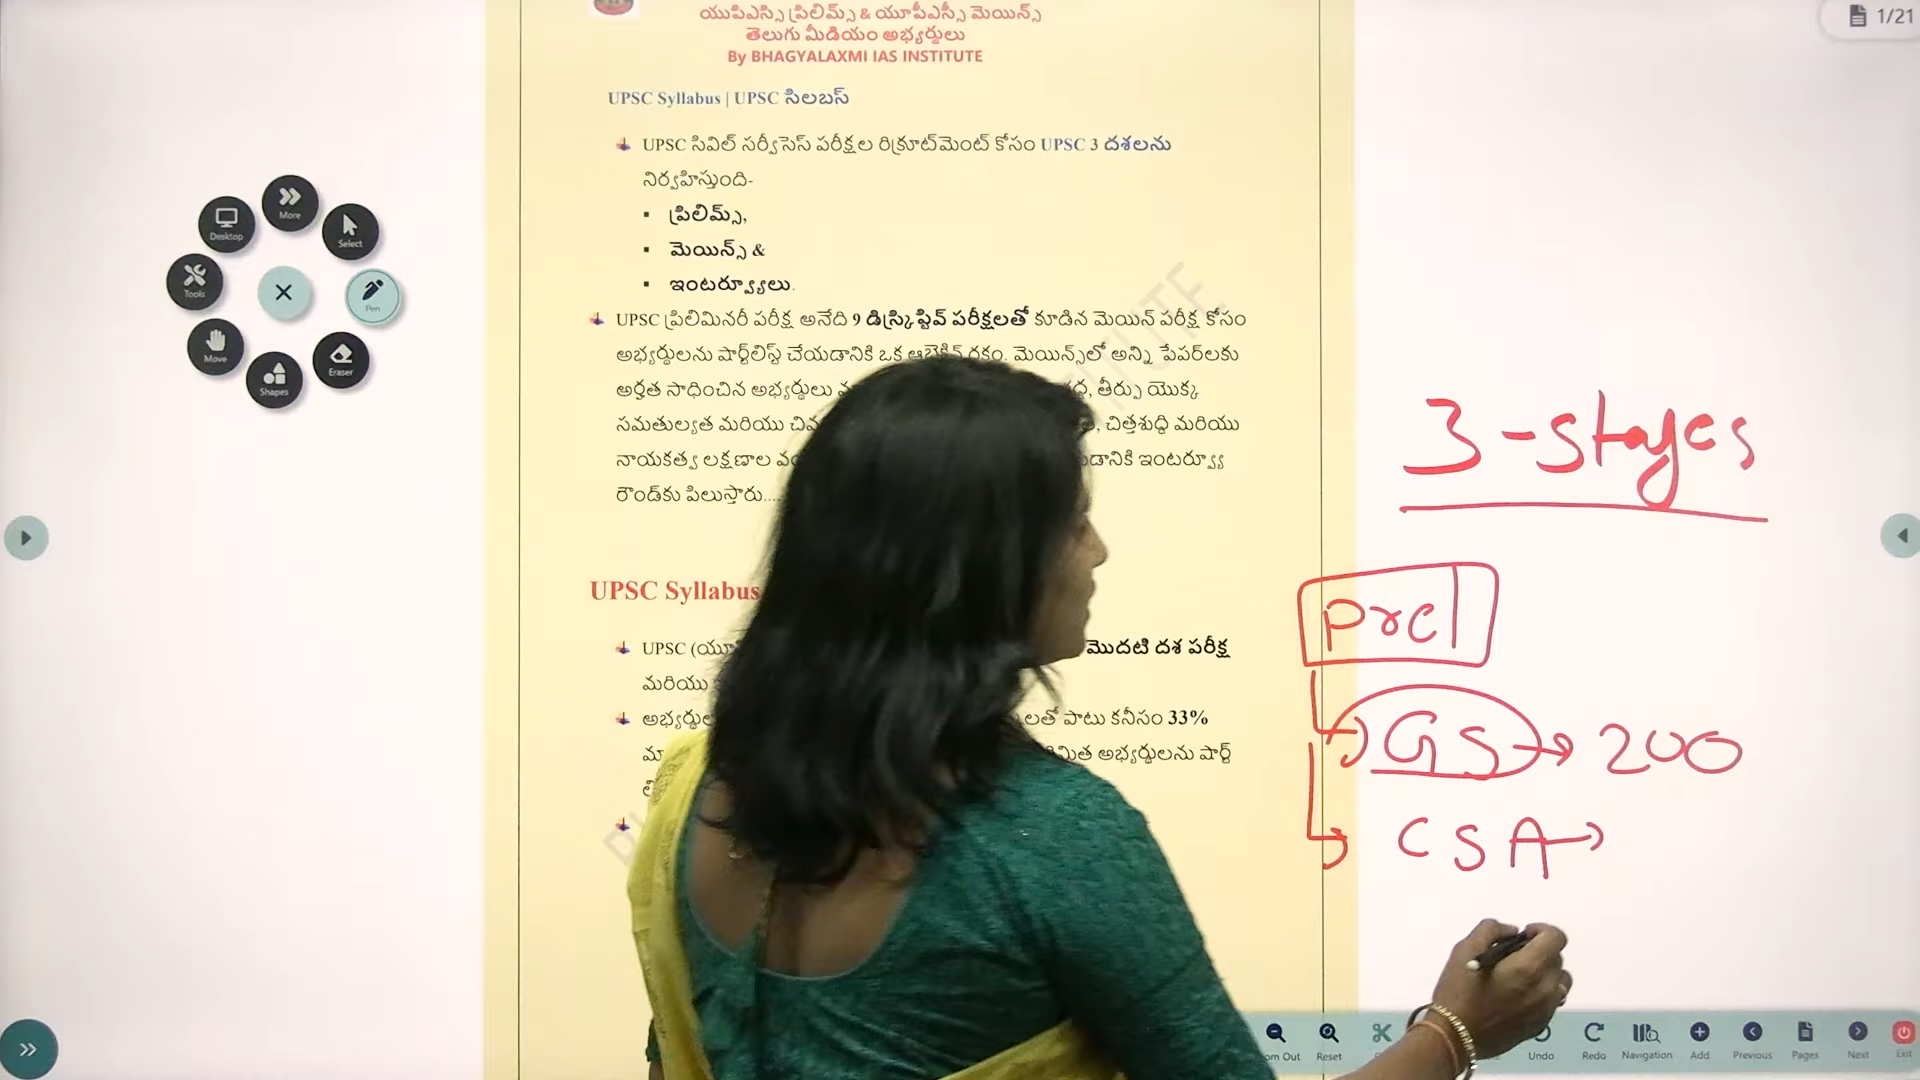 యుపిఎస్సి ప్రిలిమ్స్ & యూపీఎస్సీ మెయిన్స్
తెలుగు మీడియం అభ్యర్థులు
By BHAGYALAXMI IAS INSTITUTE
UPSC Syllabus | UPSC సిలబస్
UPSC సివిల్ సర్వీసెస్ పరీక్షల రిక్రూట్‌మెంట్ కోసం UPSC 3 దశలను
నిర్వహిస్తుంది-
ప్రిలిమ్స్,
మెయిన్స్ &
ఇంటర్వ్యూలు.
UPSC ప్రిలిమినరీ పరీక్ష అనేది 9 డిస్క్రిప్టివ్ పరీక్షలతో కూడిన మెయిన్ పరీక్ష కోసం
అభ్యర్థులను షార్ట్‌లిస్ట్ చేయడానికి ఒక ఆబ్జెక్టివ్ రకం. మెయిన్స్‌లో అన్ని పేపర్‌లకు
అర్హత సాధించిన అభ్యర్థులు తీర్పు యొక్క
సమతుల్యత మరియు చిత్తశుద్ధి మరియు
నాయకత్వ లక్షణాల ఇంటర్వ్యూ
రౌండ్‌కు పిలుస్తారు....
UPSC Syllabus
UPSC మొదటి దశ పరీక్ష
మరియు
పాటు కనీసం 33%
అభ్యర్థులను షార్ట్
3-stages
prel
GS → 200
CSA →
1/21
More
Desktop
Select
Tools
Pen
Move
Eraser
Shapes
Reset
Undo
Redo
Navigation
Add
Previous
Pages
Next
Exit